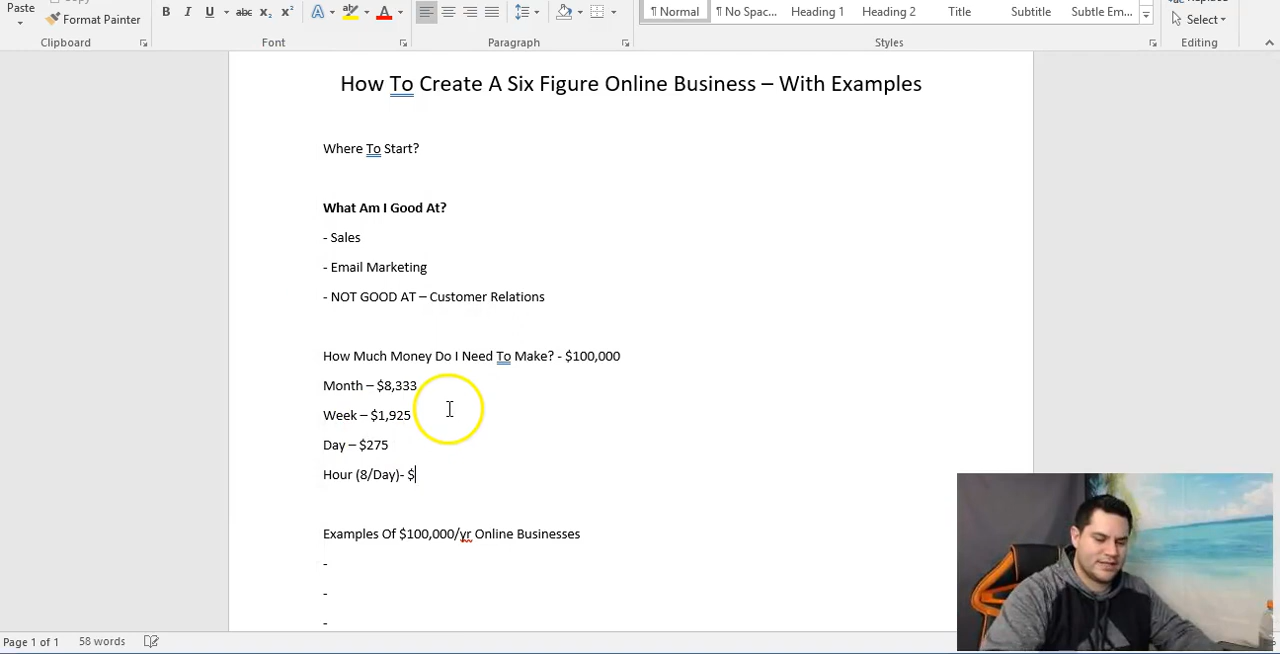 Paste
Format Painter
Clipboard
B I U abc x₂ x² A ab A
Font
Paragraph
¶ Normal ¶ No Spac... Heading 1 Heading 2 Title Subtitle Subtle Em...
Styles
Select
Editing
How To Create A Six Figure Online Business – With Examples
Where To Start?
What Am I Good At?
- Sales
- Email Marketing
- NOT GOOD AT – Customer Relations
How Much Money Do I Need To Make? - $100,000
Month – $8,333
Week – $1,925
Day – $275
Hour (8/Day)- $
Examples Of $100,000/yr Online Businesses
-
-
-
Page 1 of 1 58 words